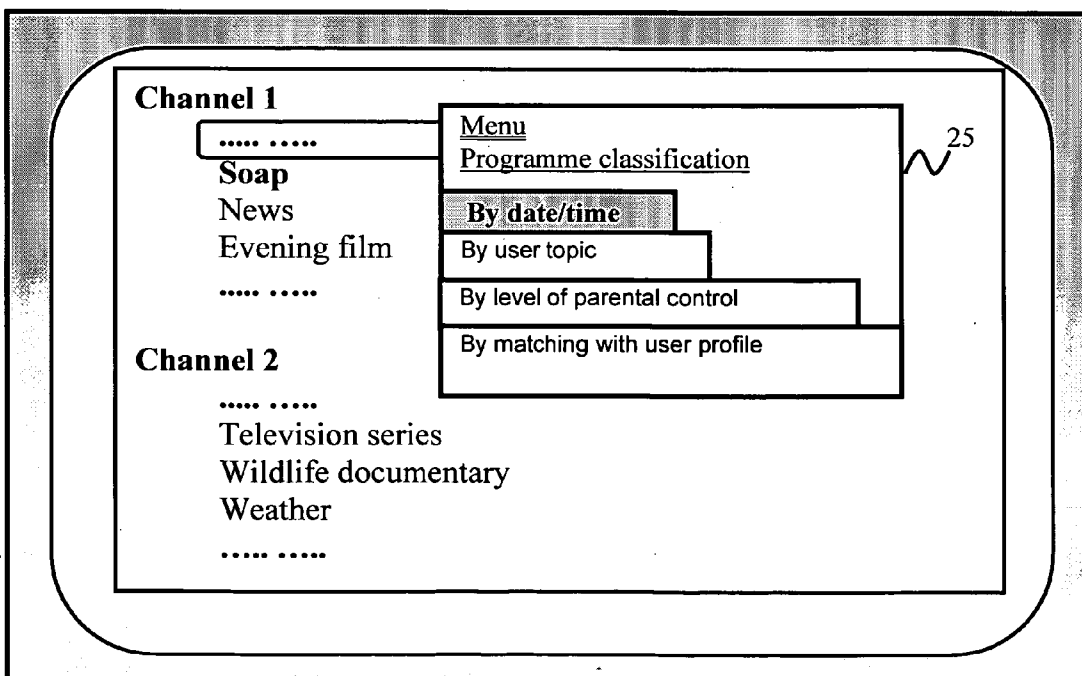 Channel 1
..... .....
Soap
News
Evening film
..... .....
Menu
Programme classification
By date/time
By user topic
By level of parental control
By matching with user profile
25
Channel 2
..... .....
Television series
Wildlife documentary
Weather
..... .....